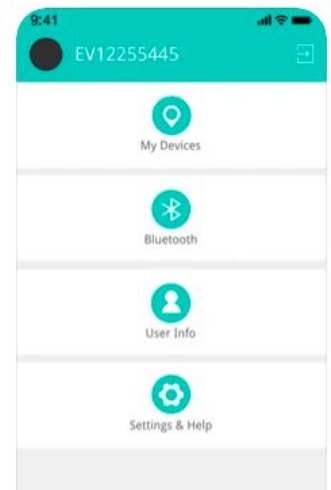 9:41
EV12255445
My Devices
Bluetooth
User Info
Settings & Help